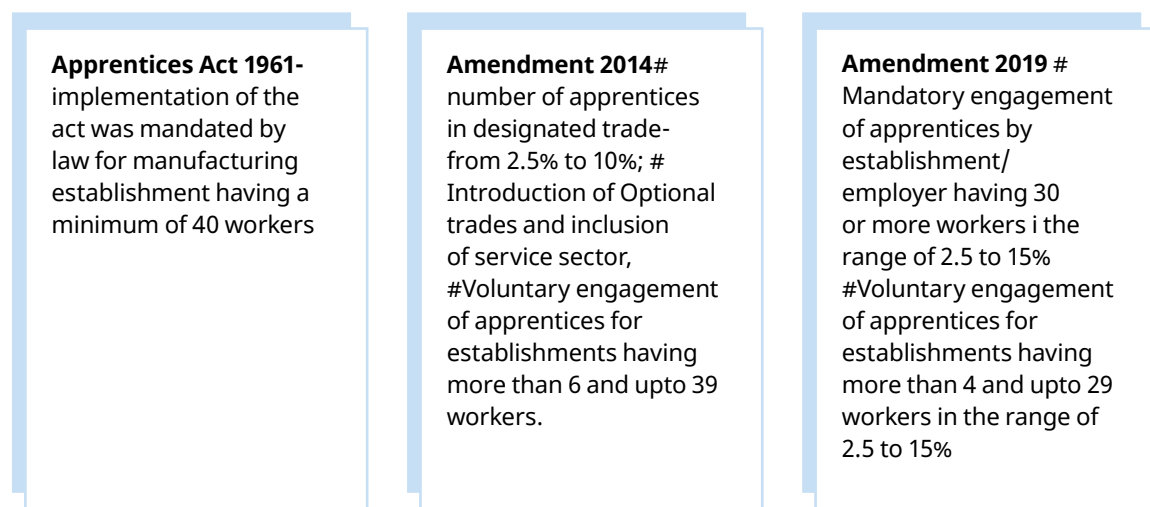 Apprentices Act 1961-
implementation of the
act was mandated by
law for manufacturing
establishment having a
minimum of 40 workers
Amendment 2014#
number of apprentices
in designated trade-
from 2.5% to 10%; #
Introduction of Optional
trades and inclusion
of service sector,
#Voluntary engagement
of apprentices for
establishments having
more than 6 and upto 39
workers.
Amendment 2019 #
Mandatory engagement
of apprentices by
establishment/
employer having 30
or more workers i the
range of 2.5 to 15%
#Voluntary engagement
of apprentices for
establishments having
more than 4 and upto 29
workers in the range of
2.5 to 15%